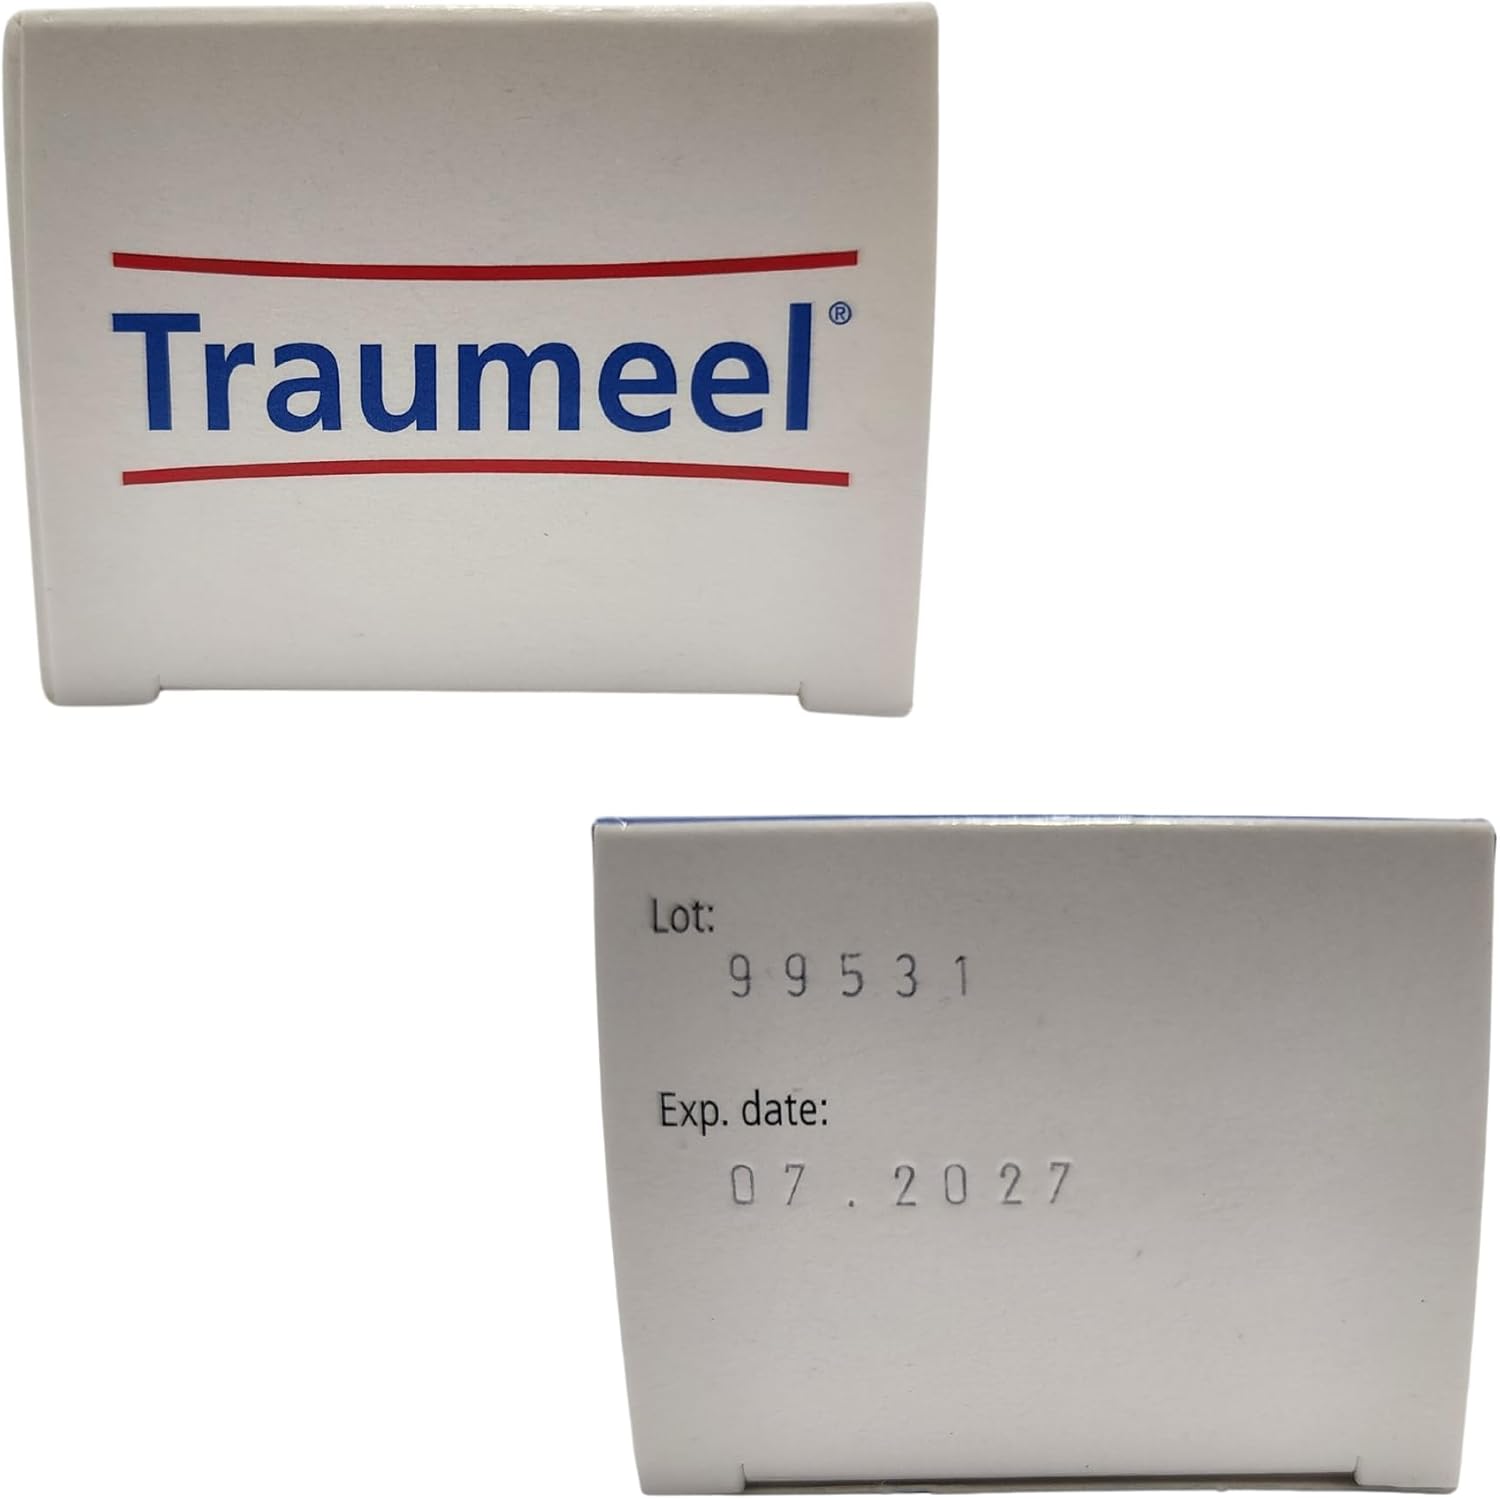 Traumeel®
Lot:
99531
Exp. date:
07.2027